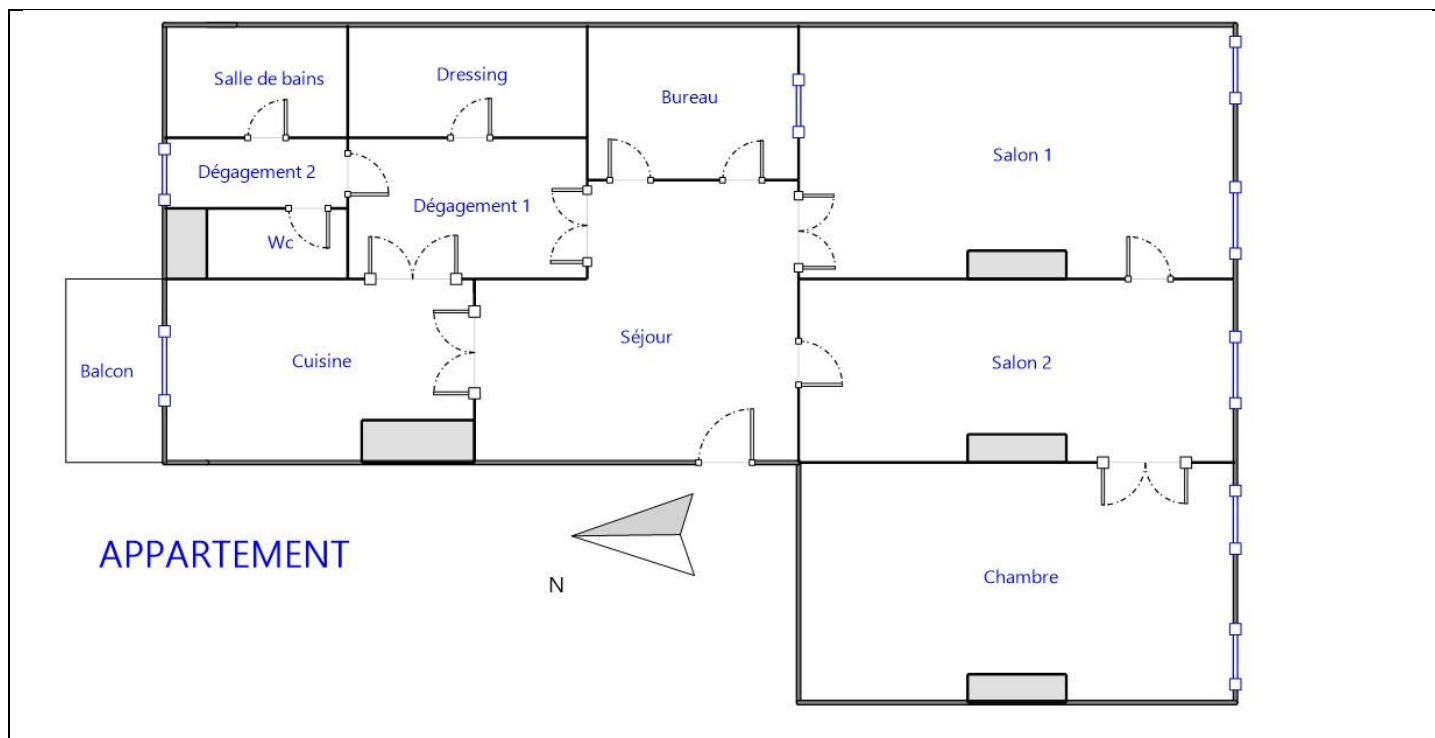 Salle de bains
Dressing
Bureau
Salon 1
Dégagement 2
Dégagement 1
Wc
Séjour
Cuisine
Balcon
Salon 2
APPARTEMENT
N
Chambre